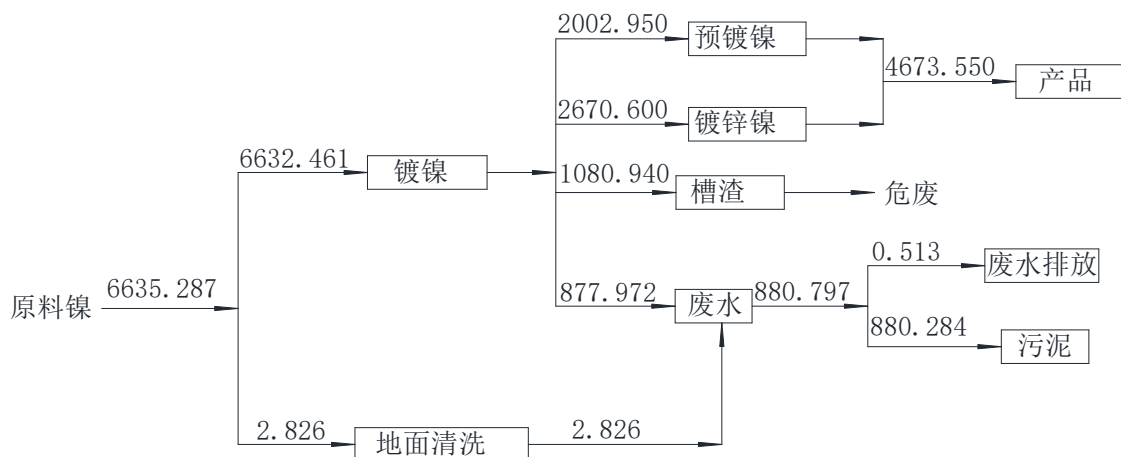 2002.950
预镀镍
4673.550
产品
2670.600
镀锌镍
6632.461
镀镍
1080.940
槽渣
危废
0.513
废水排放
原料镍
6635.287
877.972
废水
880.797
880.284
污泥
2.826
地面清洗
2.826